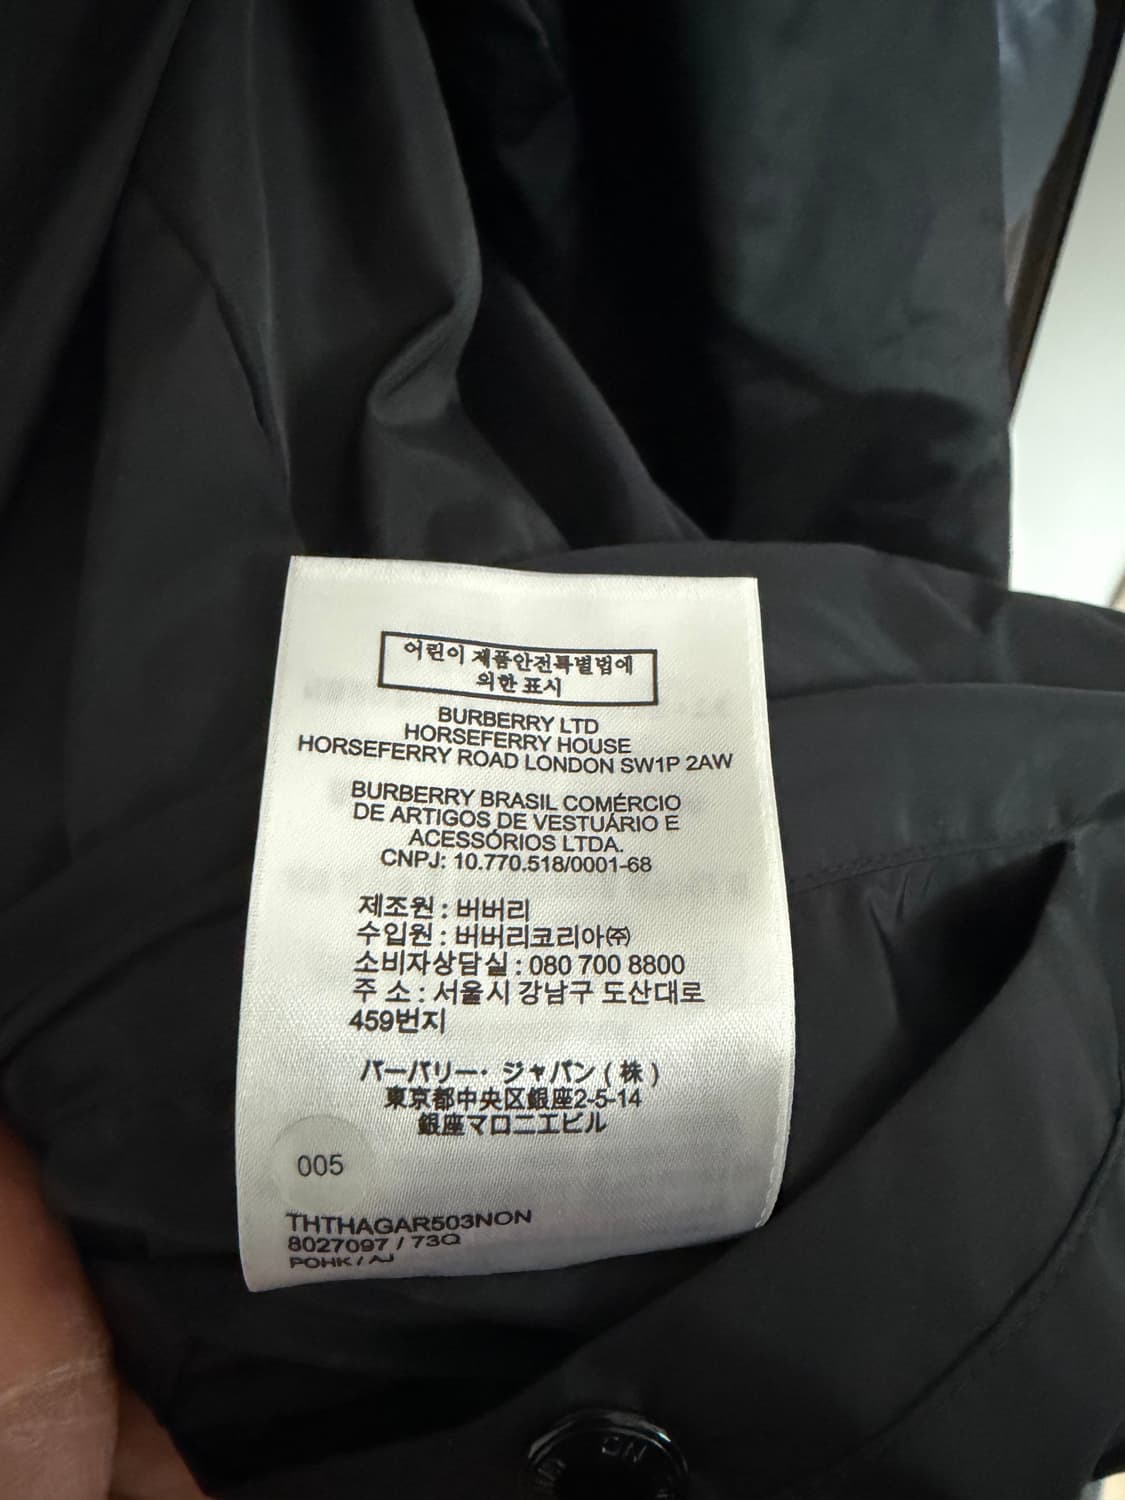 어린이 제품안전특별법에
의한 표시
BURBERRY LTD
HORSEFERRY HOUSE
HORSEFERRY ROAD LONDON SW1P 2AW
BURBERRY BRASIL COMÉRCIO
DE ARTIGOS DE VESTUÁRIO E
ACESSÓRIOS LTDA.
CNPJ: 10.770.518/0001-68
제조원 : 버버리
수입원 : 버버리코리아㈜
소비자상담실 : 080 700 8800
주 소 : 서울시 강남구 도산대로
459번지
バーバリー・ジャパン ( 株 )
東京都中央区銀座2-5-14
銀座マロニエビル
005
THTHAGAR503NON
8027097 / 73Q
POHK / AJ